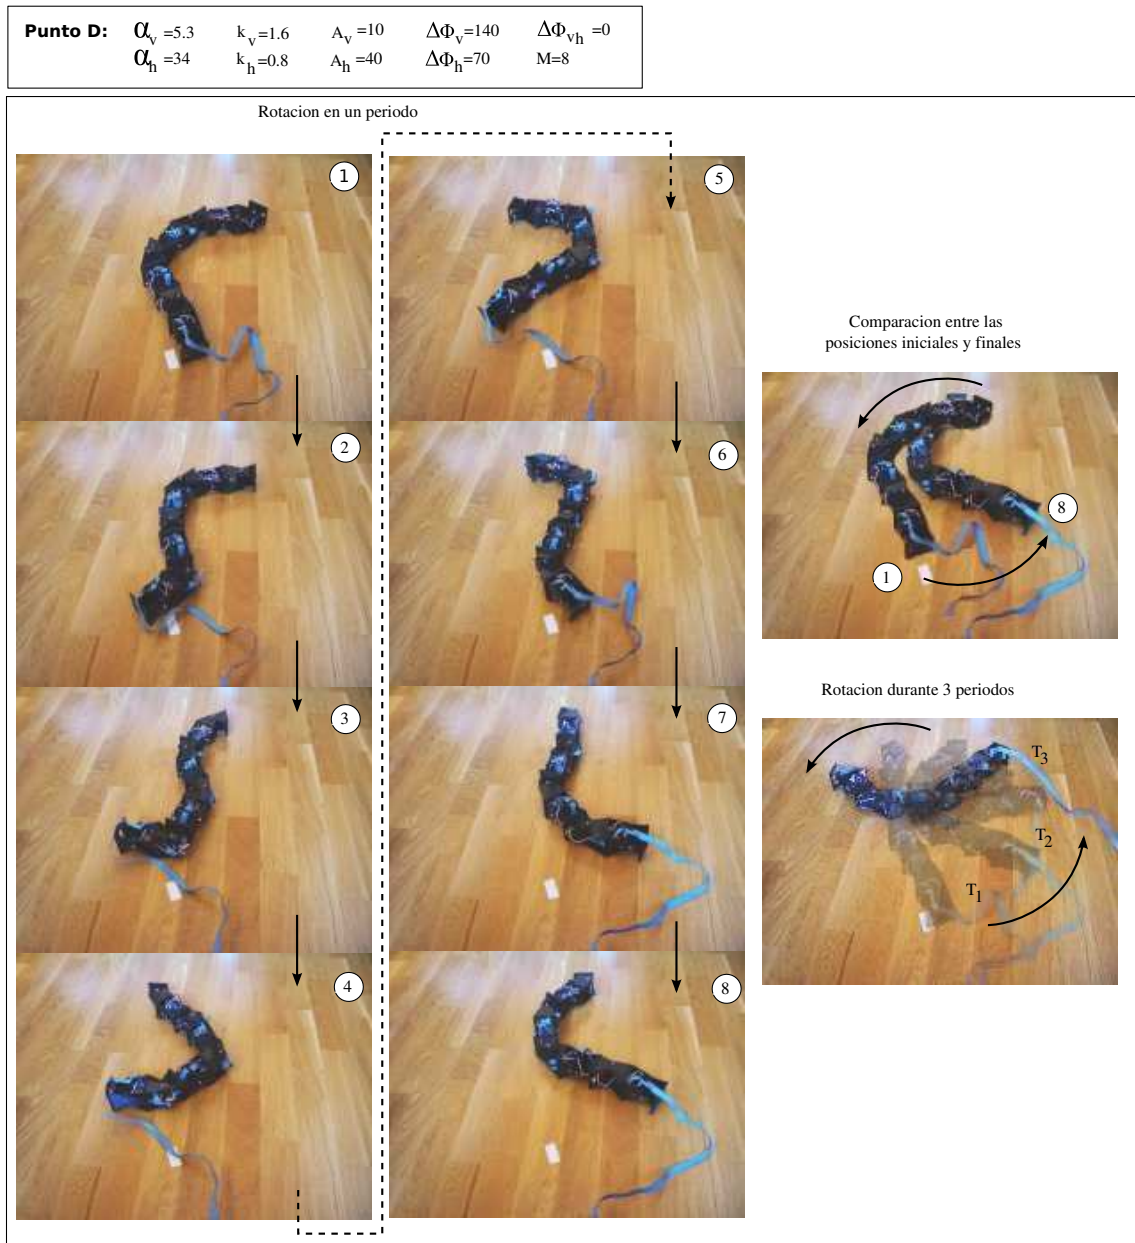 Punto D: αv=5.3 kv=1.6 Av=10 ΔΦv=140 ΔΦvh=0
αh=34 kh=0.8 Ah=40 ΔΦh=70 M=8
Rotacion en un periodo
1
2
3
4
5
6
7
8
Comparacion entre las
posiciones iniciales y finales
8
1
Rotacion durante 3 periodos
T3
T2
T1